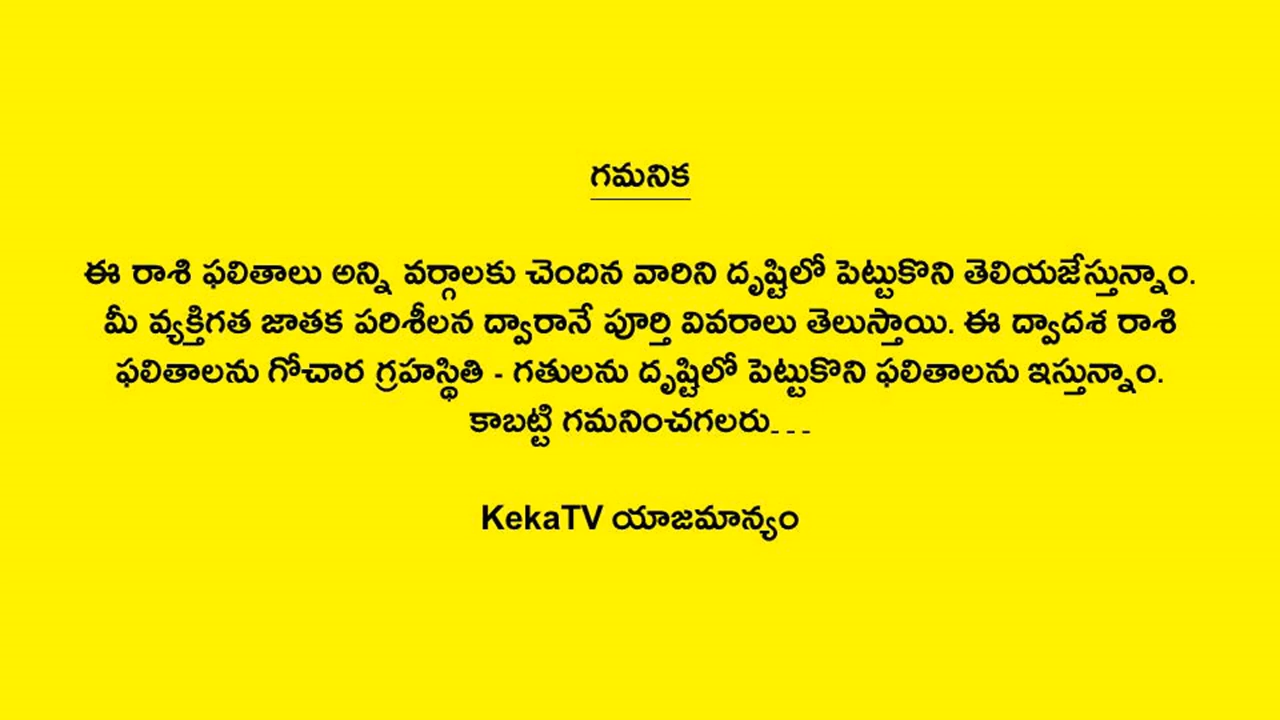 గమనిక
ఈ రాశి ఫలితాలు అన్ని వర్గాలకు చెందిన వారిని దృష్టిలో పెట్టుకొని తెలియజేస్తున్నాం.
మీ వ్యక్తిగత జాతక పరిశీలన ద్వారానే పూర్తి వివరాలు తెలుస్తాయి. ఈ ద్వాదశ రాశి
ఫలితాలను గోచార గ్రహస్థితి - గతులను దృష్టిలో పెట్టుకొని ఫలితాలను ఇస్తున్నాం.
కాబట్టి గమనించగలరు---
KekaTV యాజమాన్యం